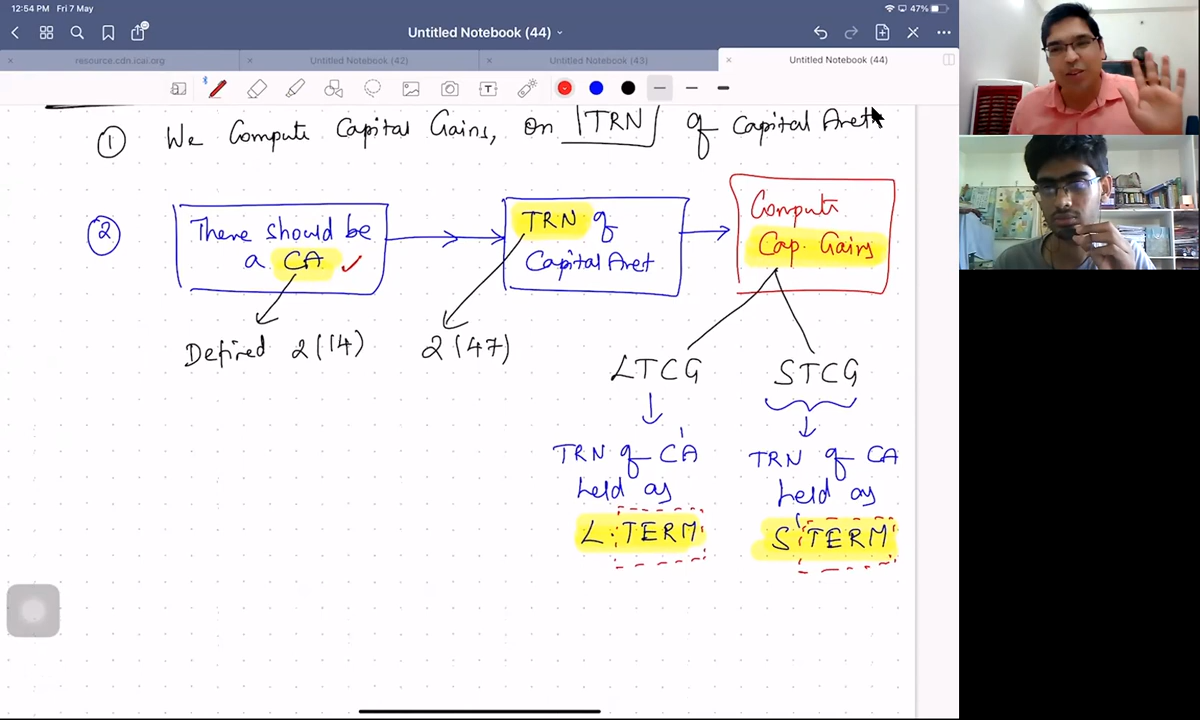 12:54 PM Fri 7 May
47%
Untitled Notebook (44)
resource.cdn.icai.org
Untitled Notebook (42)
Untitled Notebook (43)
Untitled Notebook (44)
① We Compute Capital Gains, on TRN of Capital Asset
②
There should be
a CA ✓
TRN of
Capital Asset
Compute
Cap. Gains
Defined 2(14)
2(47)
LTCG
STCG
TRN of CA
held as
L. TERM
TRN of CA
held as
S' TERM